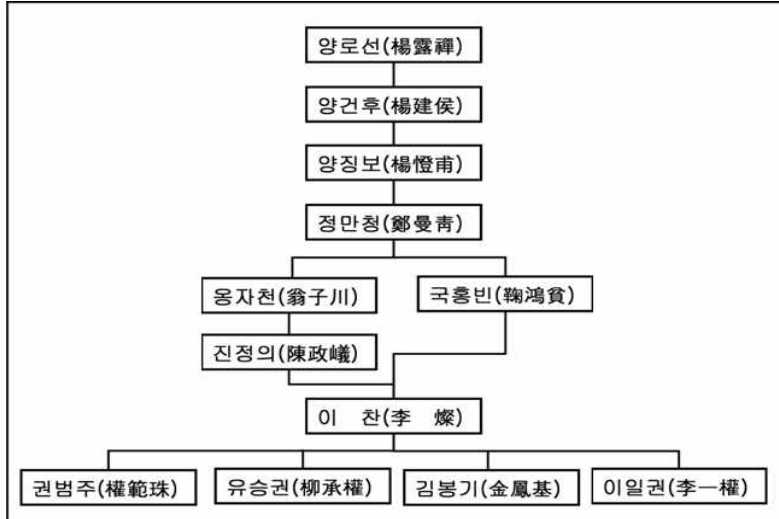 양로선(楊露禪)
양건후(楊建侯)
양징보(楊憕甫)
정만청(鄭曼靑)
옹자천(翁子川)
국홍빈(鞠鴻賓)
진정의(陳政嶬)
이 찬(李 燦)
권범주(權範珠)
유승권(柳承權)
김봉기(金鳳基)
이일권(李一權)